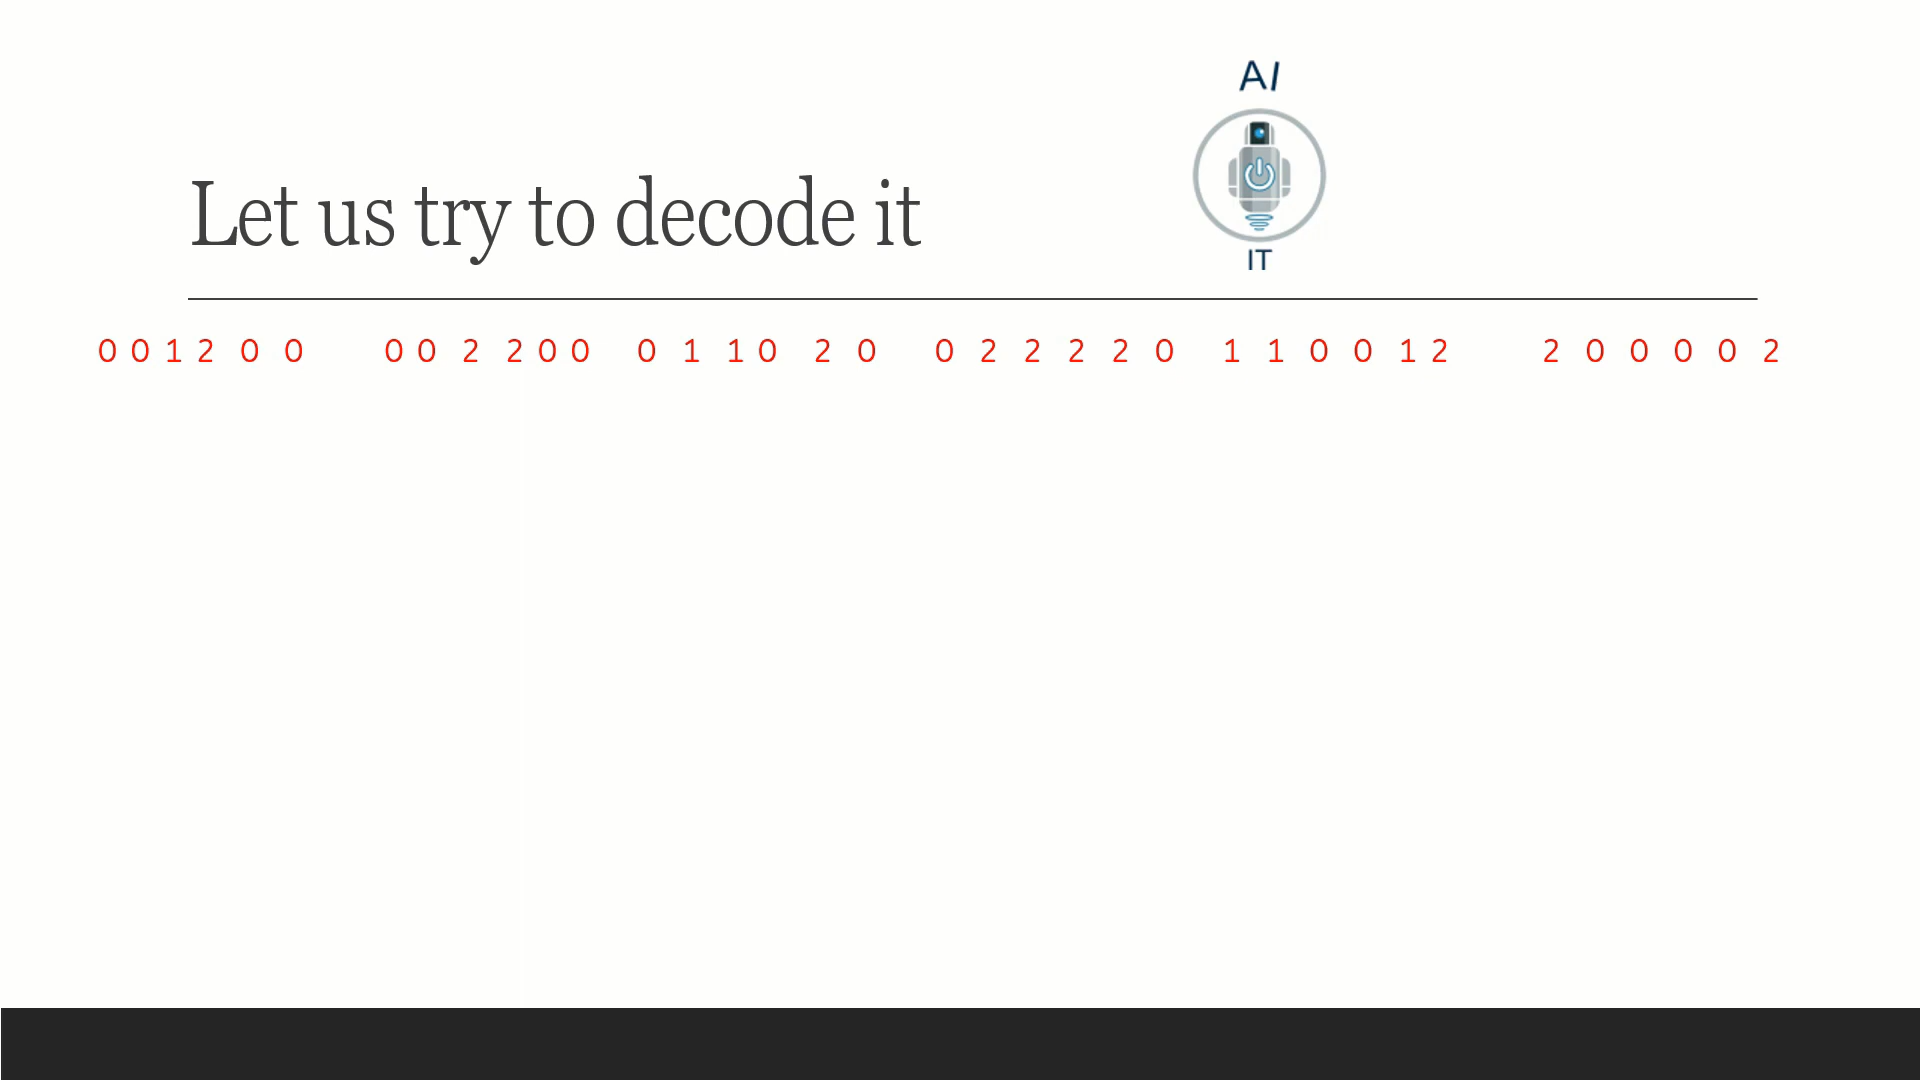 AI
IT
Let us try to decode it
0 0 1 2 0 0 0 0 2 2 0 0 0 1 1 0 2 0 0 2 2 2 2 0 1 1 0 0 1 2 2 0 0 0 0 2